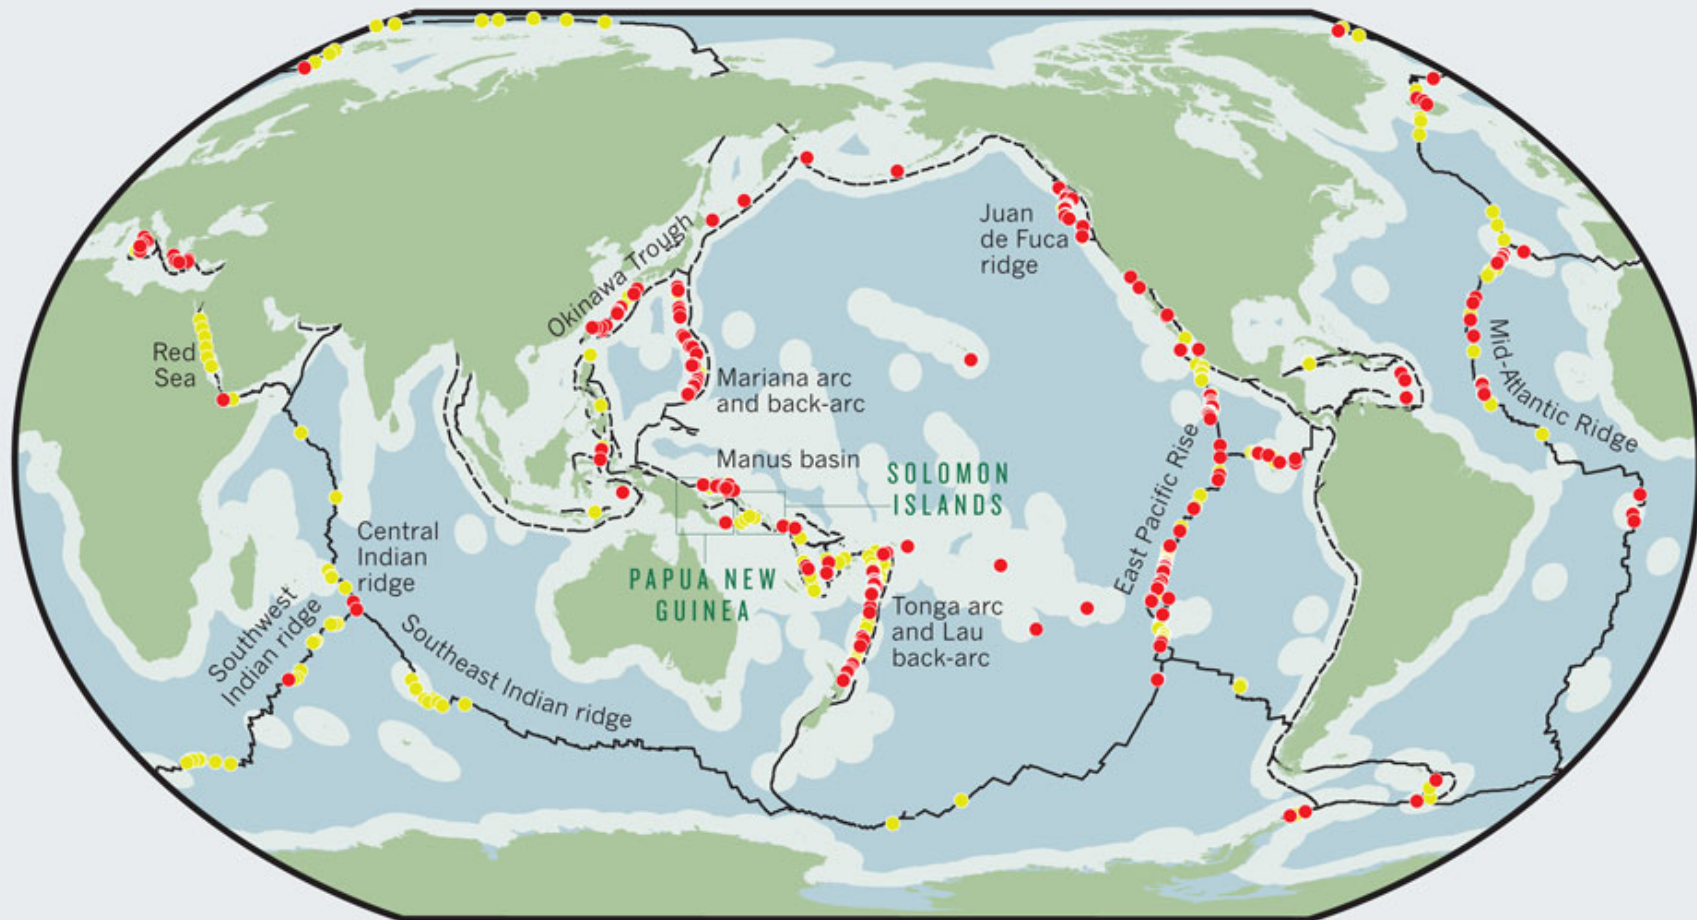 Juan
de Fuca
ridge
Okinawa Trough
Red
Sea
Mid-Atlantic Ridge
Mariana arc
and back-arc
Manus basin
SOLOMON
ISLANDS
East Pacific Rise
Central
Indian
ridge
PAPUA NEW
GUINEA
Southwest
Indian ridge
Tonga arc
and Lau
back-arc
Southeast Indian ridge